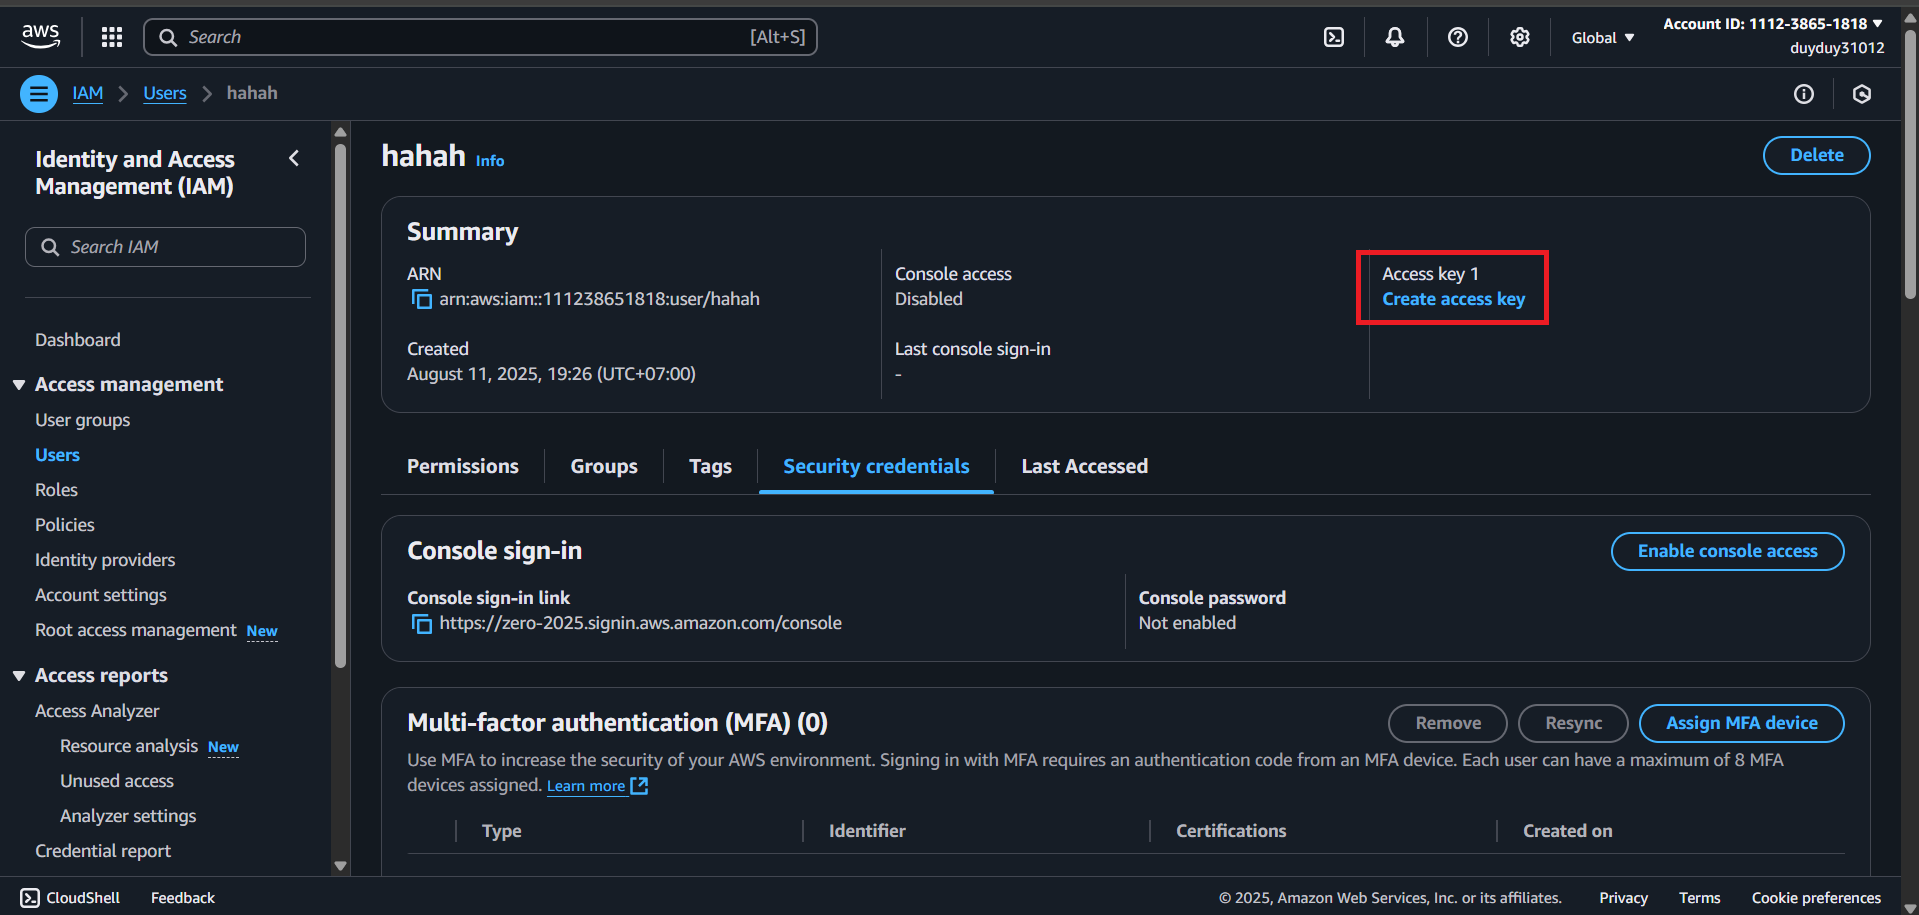 aws
Search
[Alt+S]
Global
Account ID: 1112-3865-1818
duyduy31012
IAM
Users
hahah
Identity and Access
Management (IAM)
Search IAM
Dashboard
Access management
User groups
Users
Roles
Policies
Identity providers
Account settings
Root access management New
Access reports
Access Analyzer
Resource analysis New
Unused access
Analyzer settings
Credential report
hahah Info
Delete
Summary
ARN
arn:aws:iam::111238651818:user/hahah
Created
August 11, 2025, 19:26 (UTC+07:00)
Console access
Disabled
Last console sign-in
-
Access key 1
Create access key
Permissions
Groups
Tags
Security credentials
Last Accessed
Console sign-in
Enable console access
Console sign-in link
https://zero-2025.signin.aws.amazon.com/console
Console password
Not enabled
Multi-factor authentication (MFA) (0)
Remove
Resync
Assign MFA device
Use MFA to increase the security of your AWS environment. Signing in with MFA requires an authentication code from an MFA device. Each user can have a maximum of 8 MFA
devices assigned. Learn more
Type
Identifier
Certifications
Created on
CloudShell
Feedback
© 2025, Amazon Web Services, Inc. or its affiliates.
Privacy
Terms
Cookie preferences